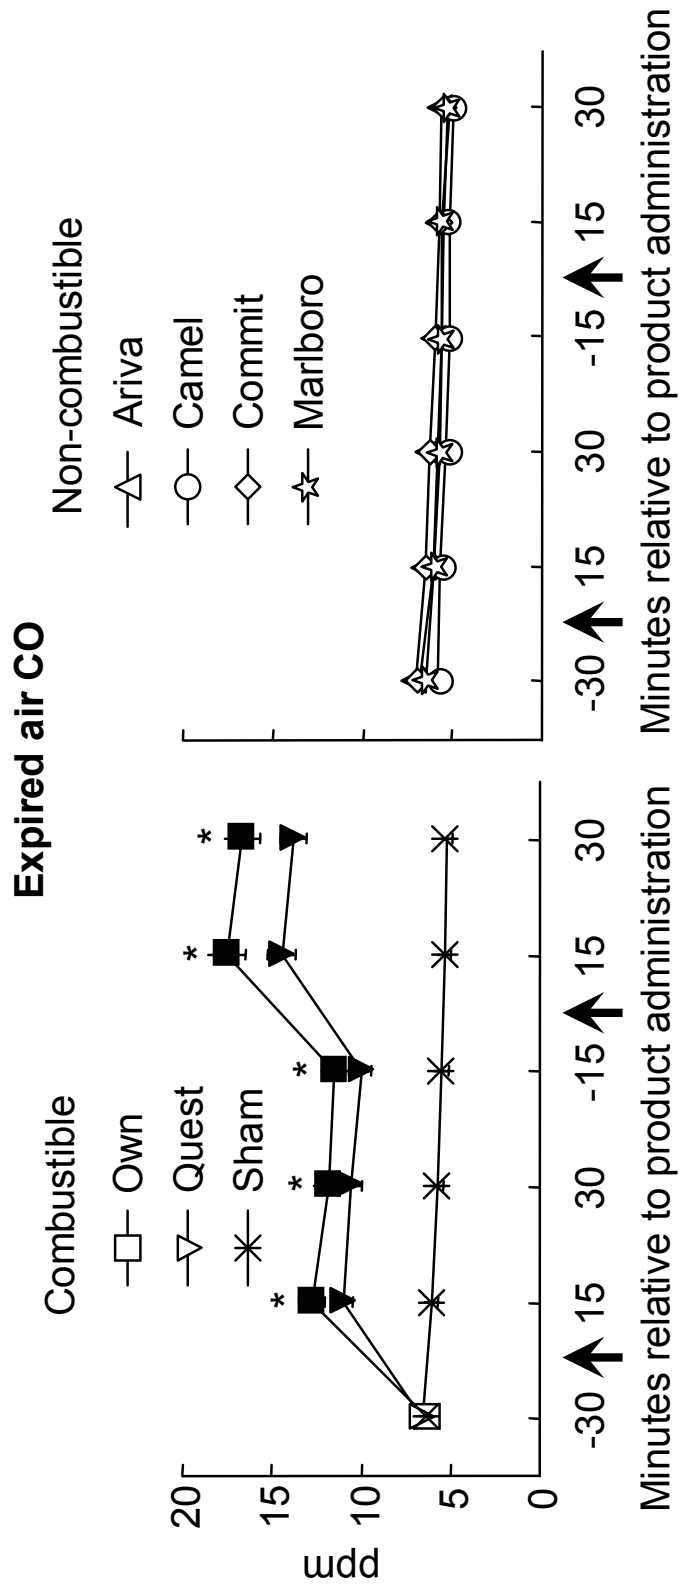 Expired air CO
Combustible
Own
Quest
Sham
Non-combustible
Ariva
Camel
Commit
Marlboro
ppm
20
15
10
5
0
* * * * *
-30 15 30 -15 15 30
Minutes relative to product administration
-30 15 30 -15 15 30
Minutes relative to product administration